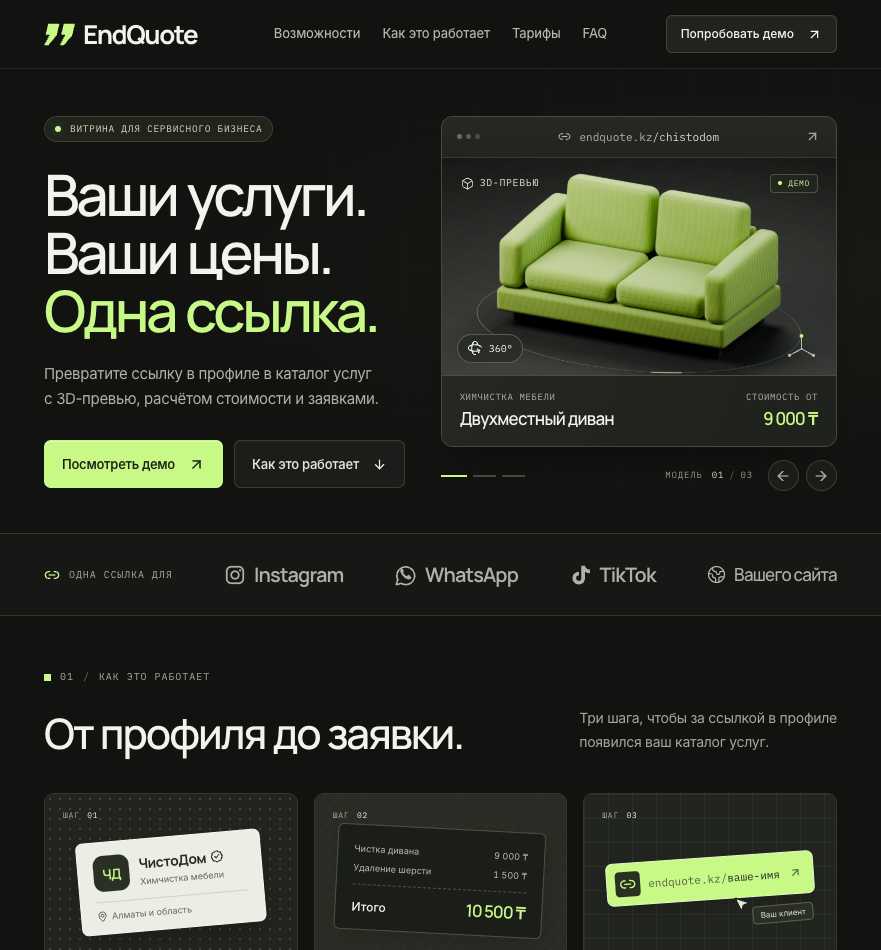 EndQuote
Возможности
Как это работает
Тарифы
FAQ
Попробовать демо
ВИТРИНА ДЛЯ СЕРВИСНОГО БИЗНЕСА
Ваши услуги.
Ваши цены.
Одна ссылка.
Превратите ссылку в профиле в каталог услуг
с 3D-превью, расчётом стоимости и заявками.
Посмотреть демо
Как это работает
endquote.kz/chistodom
3D-ПРЕВЬЮ
ДЕМО
360°
ХИМЧИСТКА МЕБЕЛИ
СТОИМОСТЬ ОТ
Двухместный диван
9 000 ₸
МОДЕЛЬ 01 / 03
ОДНА ССЫЛКА ДЛЯ
Instagram
WhatsApp
TikTok
Вашего сайта
01 / КАК ЭТО РАБОТАЕТ
От профиля до заявки.
Три шага, чтобы за ссылкой в профиле
появился ваш каталог услуг.
ШАГ 01
ЧД
ЧистоДом
Химчистка мебели
Алматы и область
ШАГ 02
Чистка дивана
9 000 ₸
Удаление шерсти
1 500 ₸
Итого
10 500 ₸
ШАГ 03
endquote.kz/ваше-имя
Ваш клиент